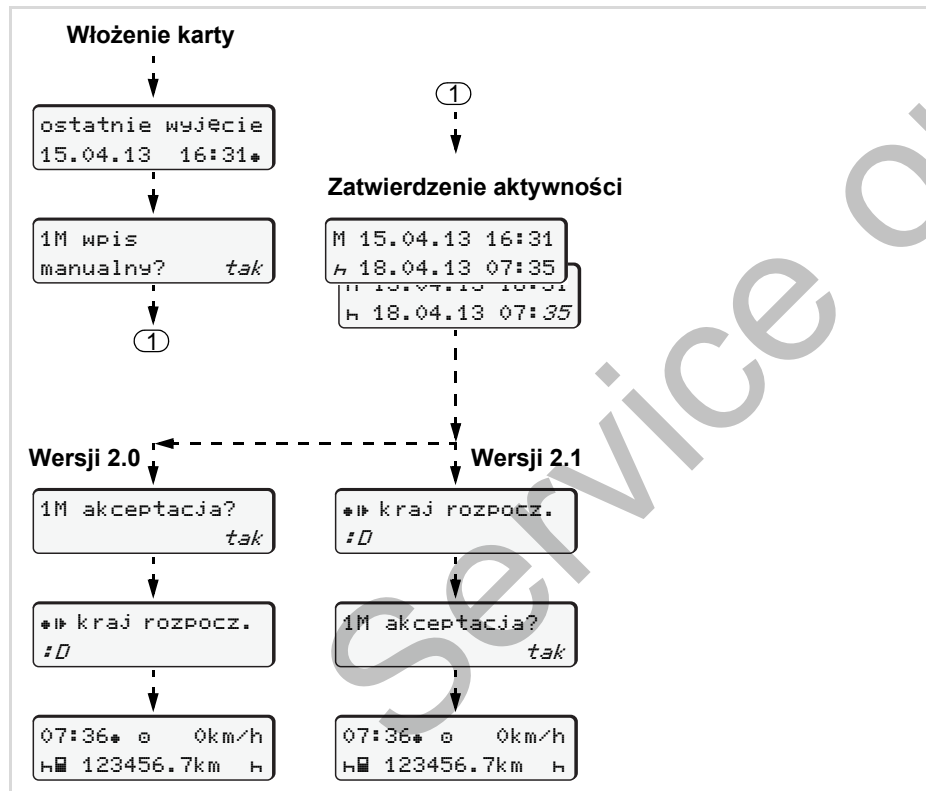 Włożenie karty
ostatnie wyjęcie
15.04.13 16:31
1M wpis
manualny? tak
1
1
Zatwierdzenie aktywności
M 15.04.13 16:31
18.04.13 07:35
18.04.13 07:35
Wersji 2.0
1M akceptacja?
tak
kraj rozpocz.
:D
07:36 0km/h
123456.7km
Wersji 2.1
kraj rozpocz.
:D
1M akceptacja?
tak
07:36 0km/h
123456.7km
Service o